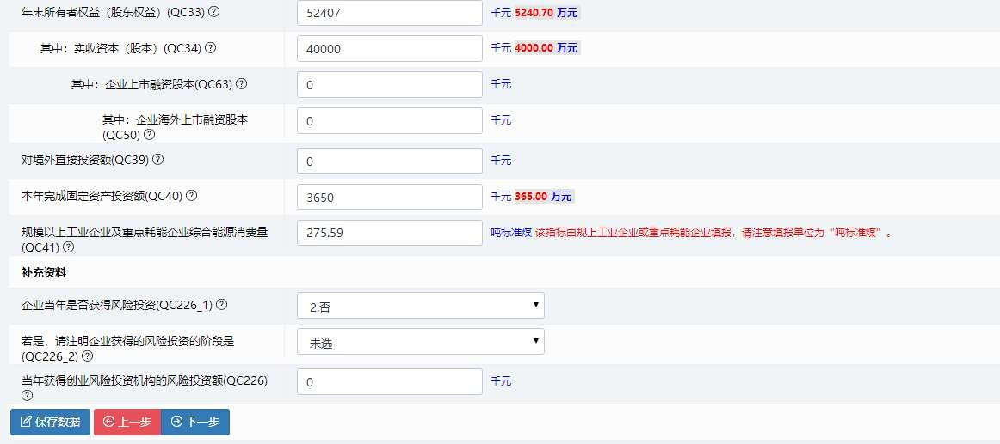 年末所有者权益（股东权益）(QC33) 52407 千元 5240.70 万元
其中：实收资本（股本）(QC34) 40000 千元 4000.00 万元
其中：企业上市融资股本(QC63) 0 千元
其中：企业海外上市融资股本
(QC50) 0 千元
对境外直接投资额(QC39) 0 千元
本年完成固定资产投资额(QC40) 3650 千元 365.00 万元
规模以上工业企业及重点耗能企业综合能源消费量
(QC41) 275.59 吨标准煤 该指标由规上工业企业或重点耗能企业填报，请注意填报单位为“吨标准煤”。
补充资料
企业当年是否获得风险投资(QC226_1) 2.否
若是，请注明企业获得的风险投资的阶段是
(QC226_2) 未选
当年获得创业风险投资机构的风险投资额(QC226) 0 千元
保存数据 上一步 下一步